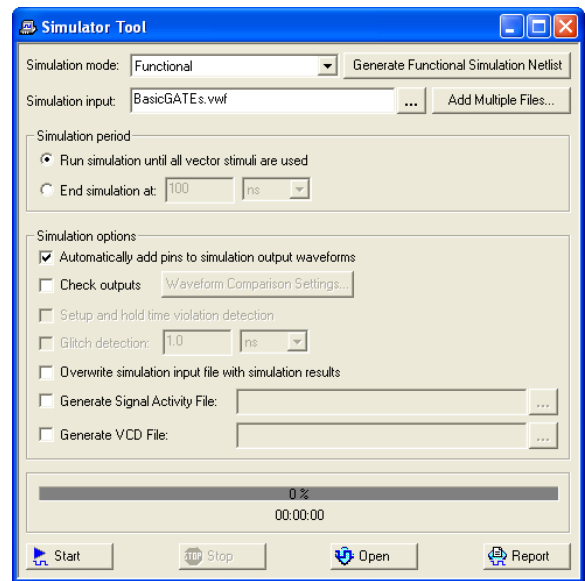 Simulator Tool
Simulation mode: Functional Generate Functional Simulation Netlist
Simulation input: BasicGATEs.vwf ... Add Multiple Files...
Simulation period
Run simulation until all vector stimuli are used
End simulation at: 100 ns
Simulation options
Automatically add pins to simulation output waveforms
Check outputs Waveform Comparison Settings...
Setup and hold time violation detection
Glitch detection: 1.0 ns
Overwrite simulation input file with simulation results
Generate Signal Activity File: ...
Generate VCD File: ...
0 %
00:00:00
Start STOP Stop Open Report